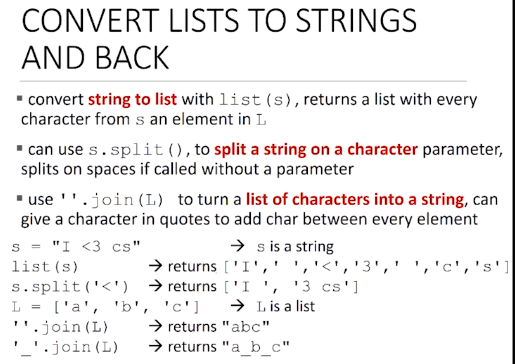 CONVERT LISTS TO STRINGS
AND BACK
▪ convert string to list with list(s), returns a list with every
character from s an element in L
▪ can use s.split(), to split a string on a character parameter,
splits on spaces if called without a parameter
▪ use ''.join(L) to turn a list of characters into a string, can
give a character in quotes to add char between every element
s = "I <3 cs" → s is a string
list(s) → returns ['I',' ','<','3',' ','c','s']
s.split('<') → returns ['I ', '3 cs']
L = ['a', 'b', 'c'] → L is a list
''.join(L) → returns "abc"
'_'.join(L) → returns "a_b_c"